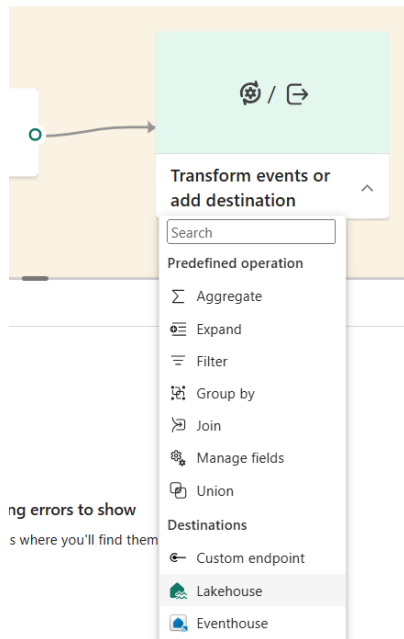 /
Transform events or
add destination
Search
Predefined operation
Aggregate
Expand
Filter
Group by
Join
Manage fields
Union
ng errors to show
s where you'll find them
Destinations
Custom endpoint
Lakehouse
Eventhouse